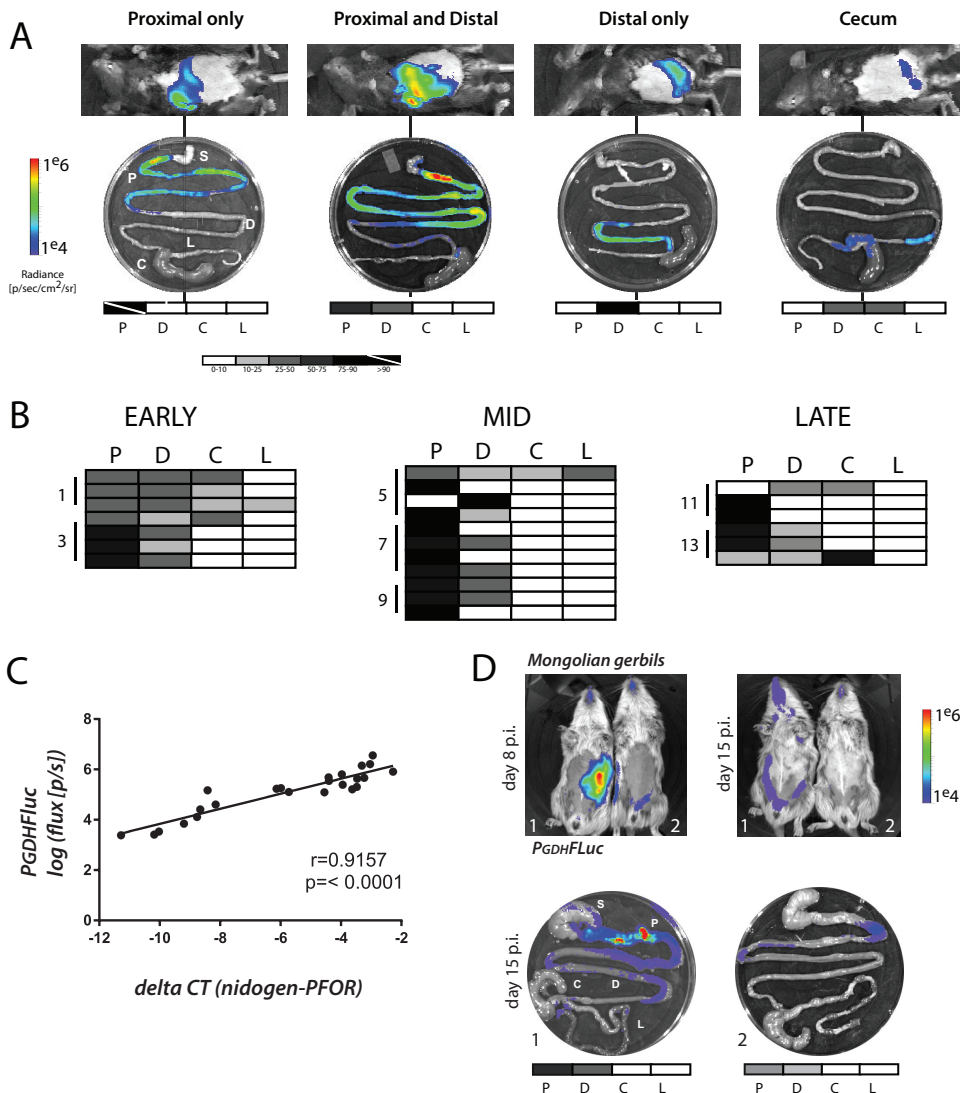 A
Proximal only
Proximal and Distal
Distal only
Cecum
1e6
1e4
Radiance
[p/sec/cm2/sr]
S
P
D
L
C
P D C L
P D C L
P D C L
P D C L
0-10 10-25 25-50 50-75 75-90 >90
B
EARLY
MID
LATE
P D C L
P D C L
P D C L
1
3
5
7
9
11
13
C
PGDHFluc
log (flux [p/s])
8
6
4
2
0
-12 -10 -8 -6 -4 -2
r=0.9157
p=< 0.0001
delta CT (nidogen-PFOR)
D
Mongolian gerbils
day 8 p.i.
1 2
day 15 p.i.
1 2
1e6
1e4
PGDHFLuc
day 15 p.i.
S
P
C D
L
1
2
P D C L
P D C L